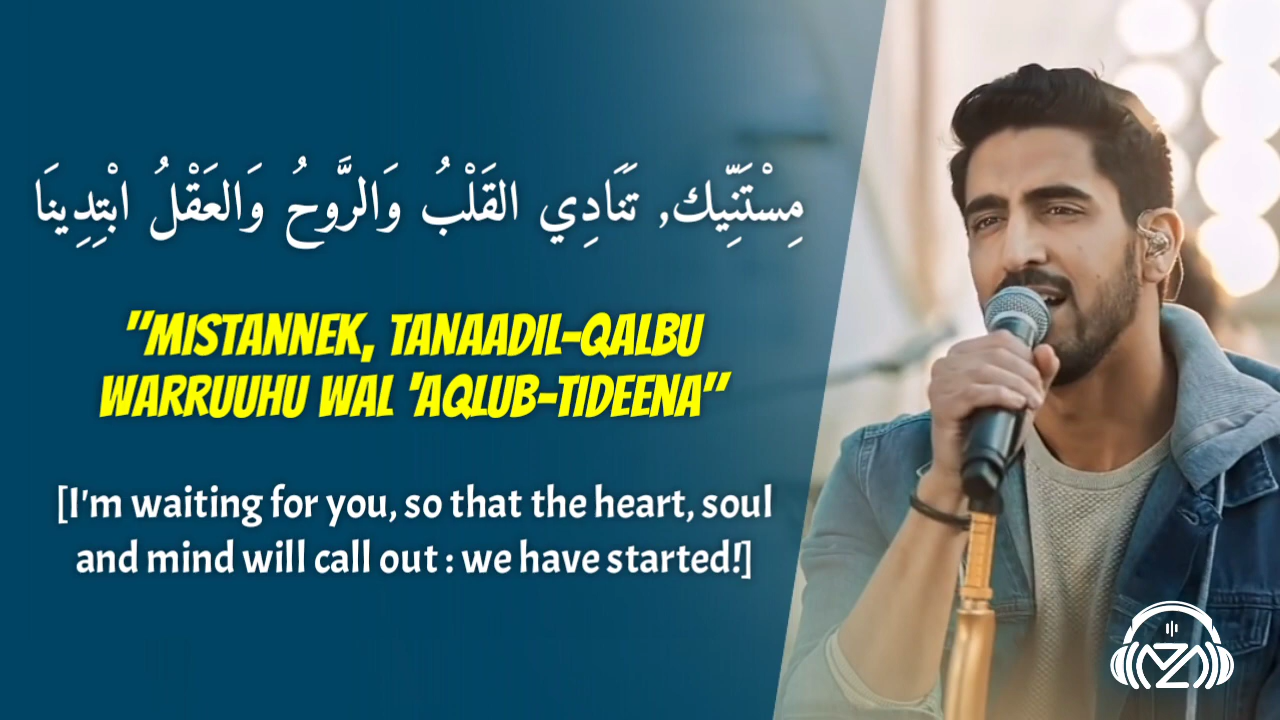 مِسْتَنِّيك, تَنَادِي القَلْبُ وَالرَّوحُ وَالعَقْلُ ابْتِدِينَا
"MISTANNEK, TANAADIL-QALBU
WARRUUHU WAL 'AQLUB-TIDEENA"
[I'm waiting for you, so that the heart, soul
and mind will call out : we have started!]
MZM